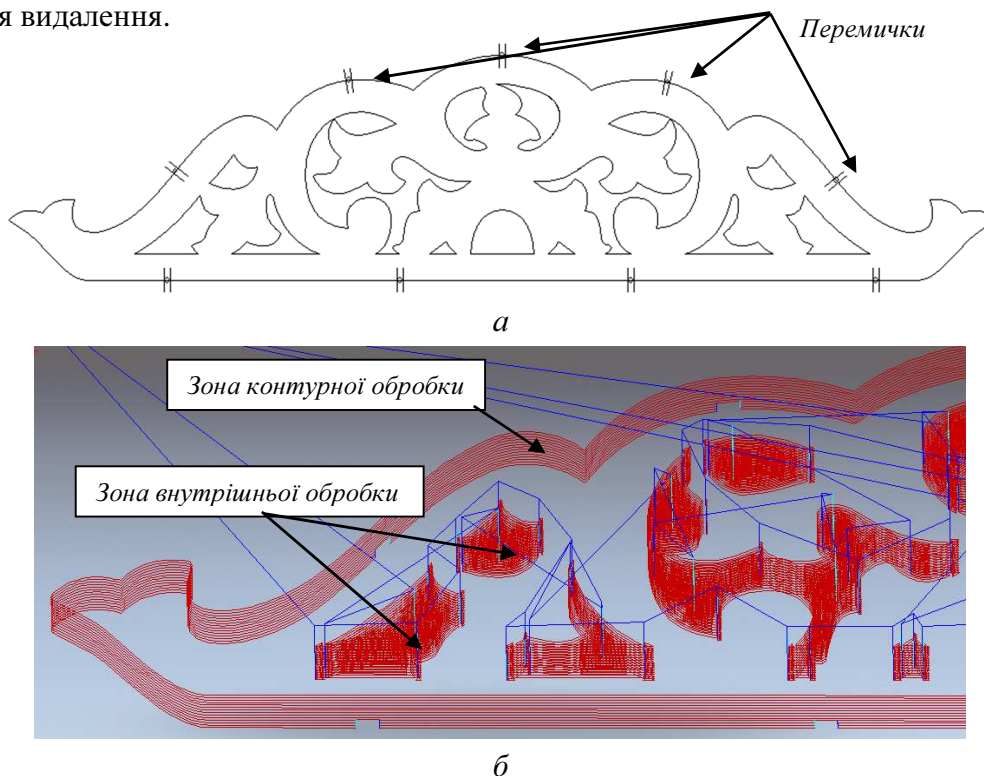 я видалення.
Перемички
а
Зона контурної обробки
Зона внутрішньої обробки
б